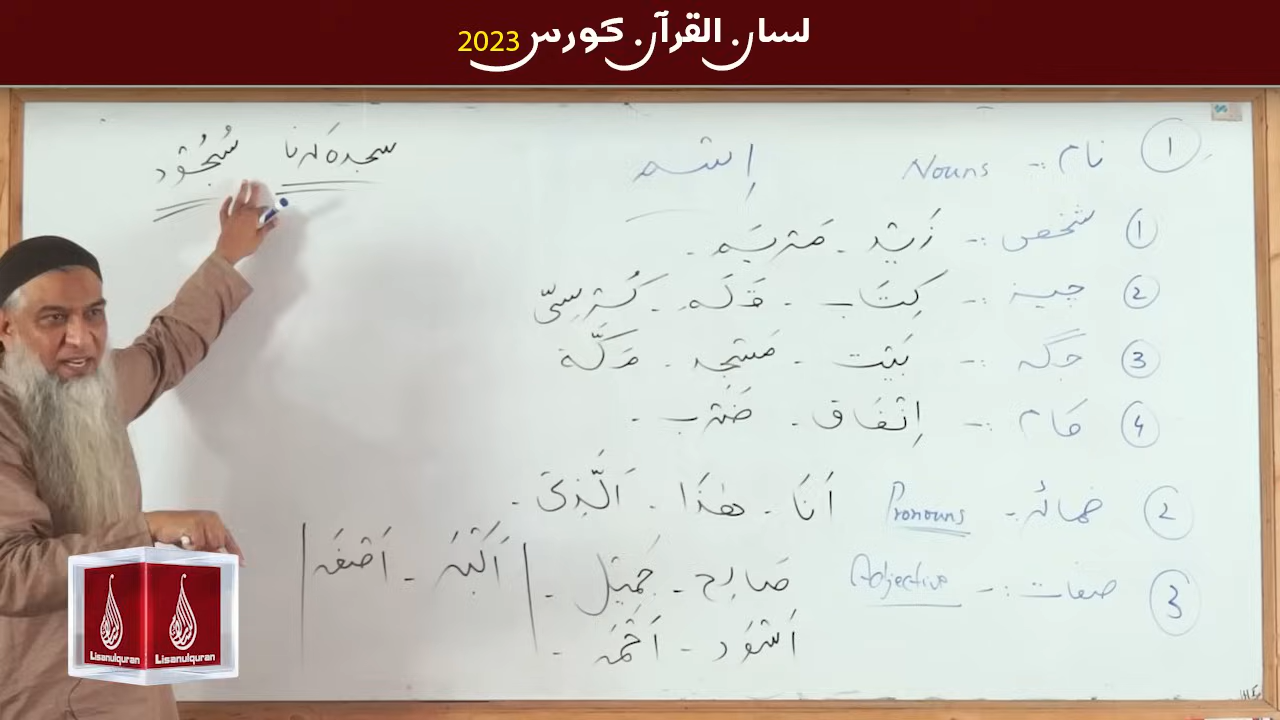 لسان القرآن کورس 2023
سجدہ کرنا سُجُوْد
اِسْم
① نام :- Nouns
① شخص :- زَیْد - مَرْیَم -
② چیز :- کِتَاب - قَلَم - کُرْسِیّ
③ جگہ :- بَیْت - مَسْجِد - مَکَّة
④ کام :- اِنْفَاق - ضَرْب -
② ضمائر :- Pronouns اَنَا - ھٰذَا - اَلَّذِیْ -
③ صفات :- Adjective صَالِح - جَمِیْل - اَکْبَر - اَصْغَر
اَسْوَد - اَحْمَر -
Lisanulquran
Lisanulquran